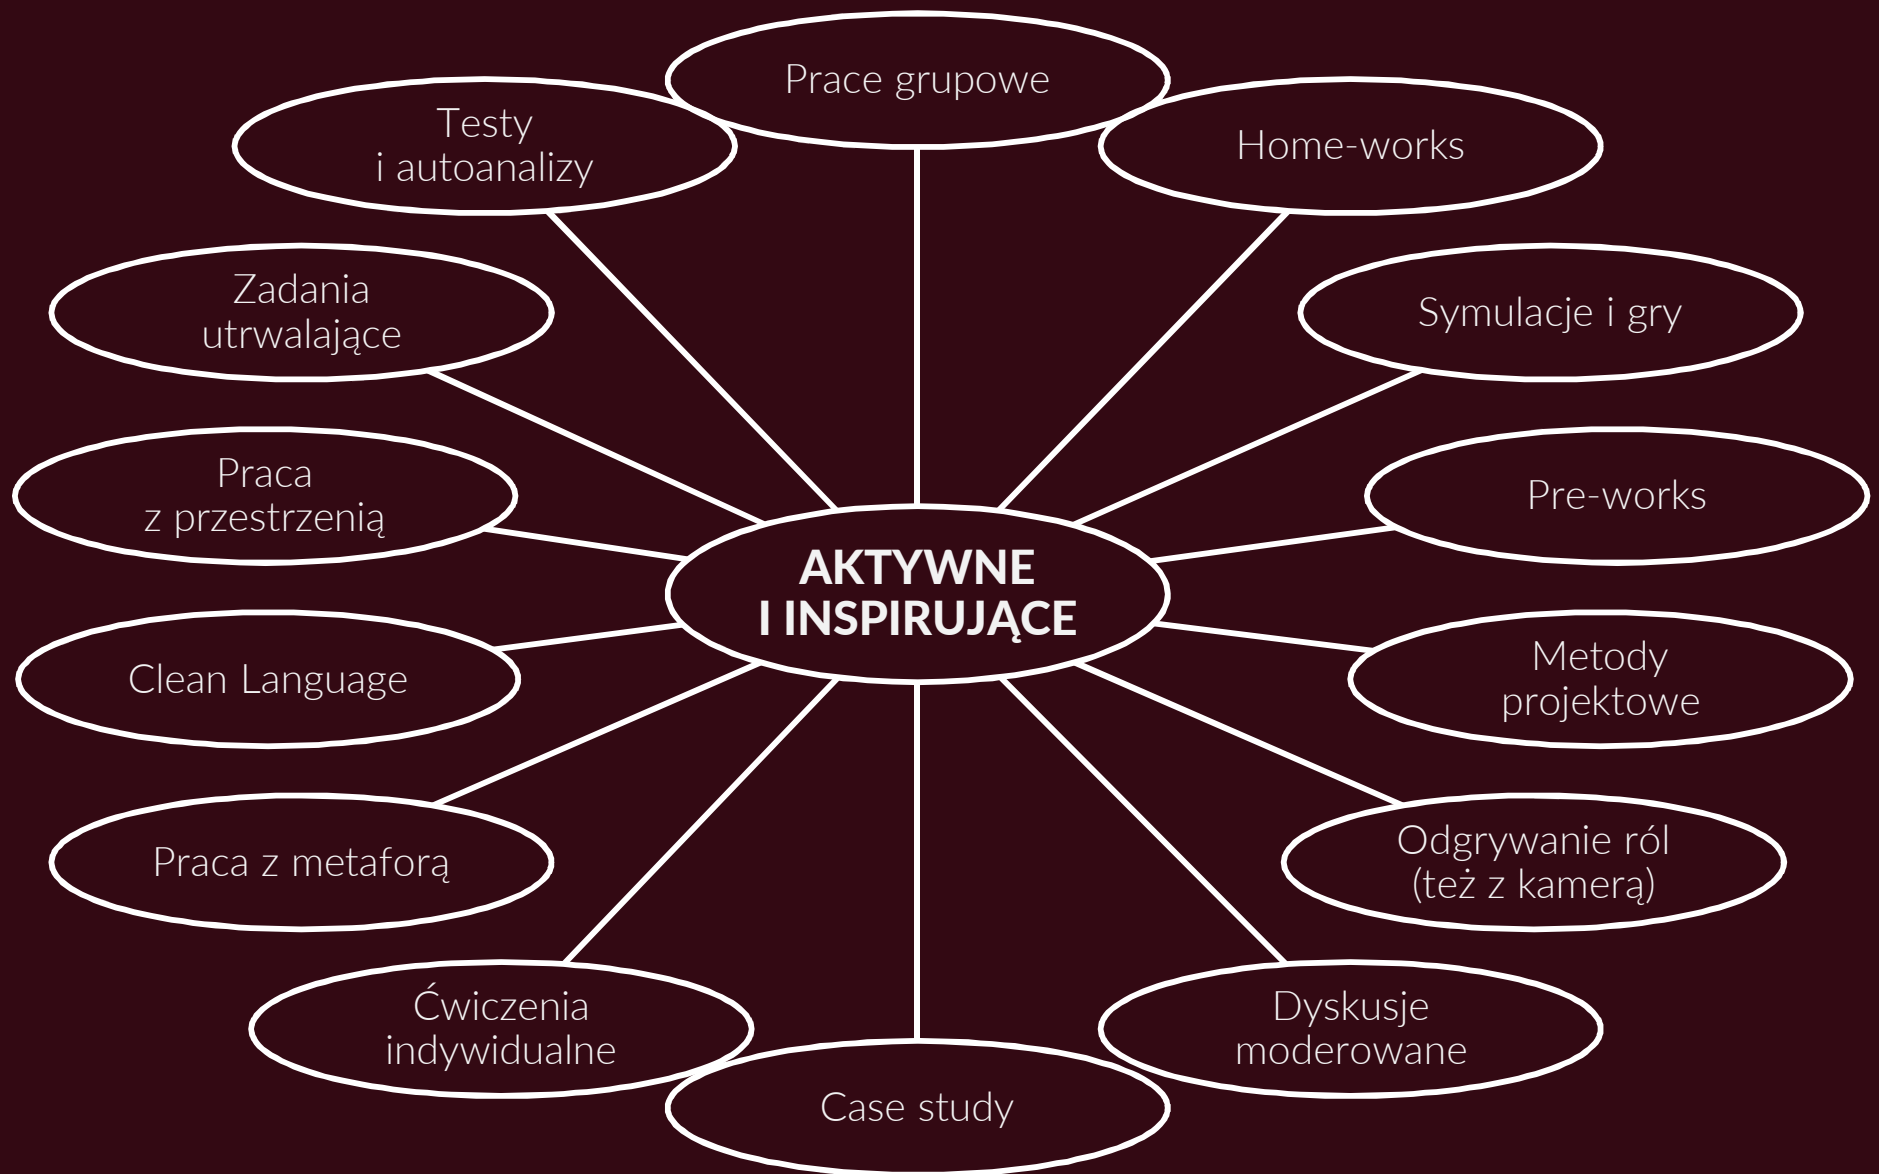 Prace grupowe
Testy
i autoanalizy
Home-works
Zadania
utrwalające
Symulacje i gry
Praca
z przestrzenią
Pre-works
AKTYWNE
I INSPIRUJĄCE
Clean Language
Metody
projektowe
Praca z metaforą
Odgrywanie ról
(też z kamerą)
Ćwiczenia
indywidualne
Dyskusje
moderowane
Case study